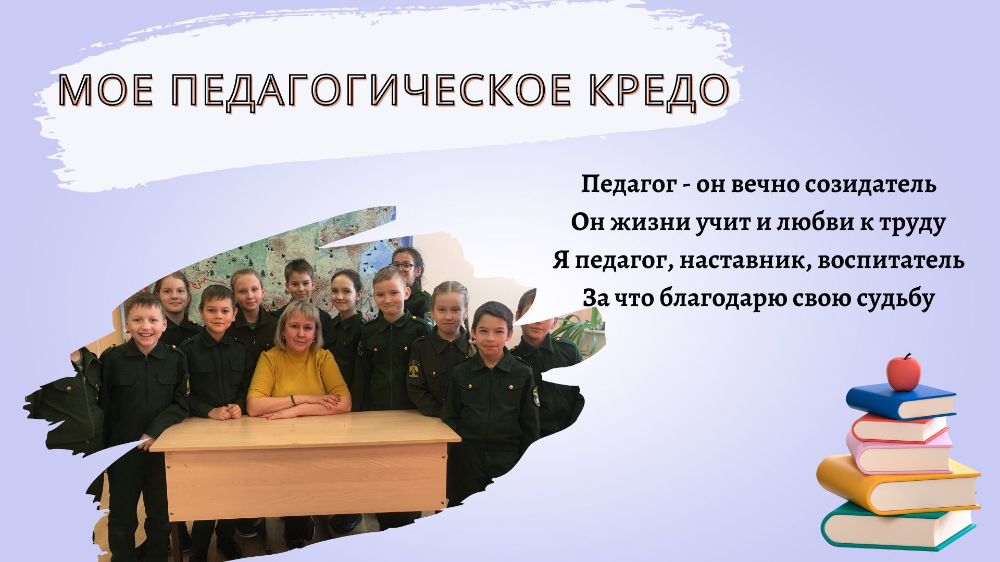 МОЕ ПЕДАГОГИЧЕСКОЕ КРЕДО
Педагог - он вечно созидатель
Он жизни учит и любви к труду
Я педагог, наставник, воспитатель
За что благодарю свою судьбу